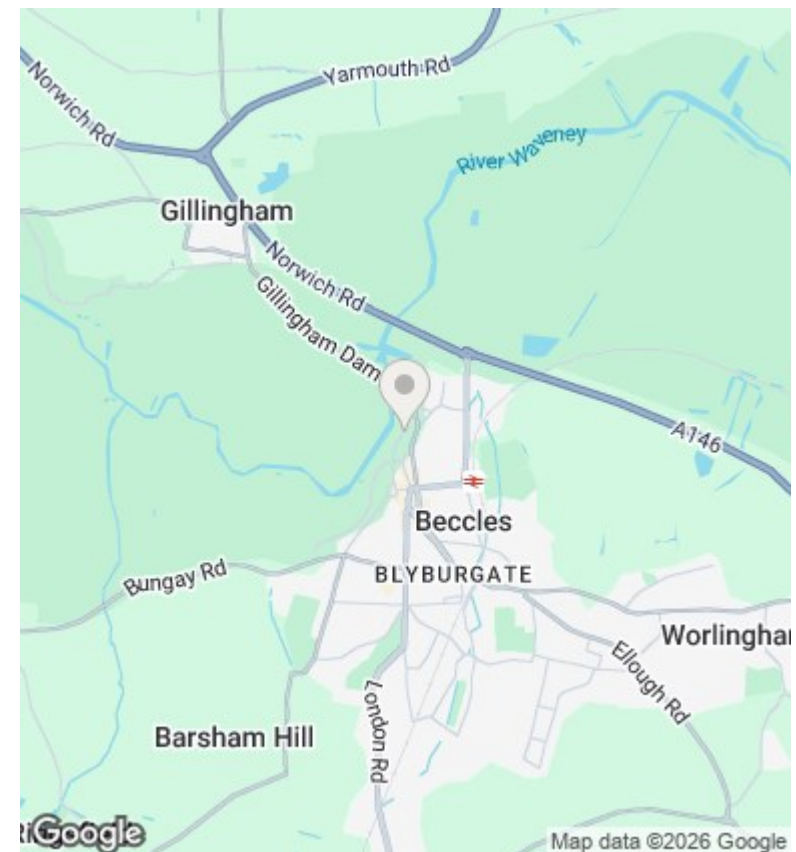 Yarmouth Rd
Norwich Rd
River Waveney
Gillingham
Norwich Rd
Gillingham Dam
A146
Beccles
BLYBURGATE
Bungay Rd
Worlingha
Ellough Rd
London Rd
Barsham Hill
Google
Map data ©2026 Google